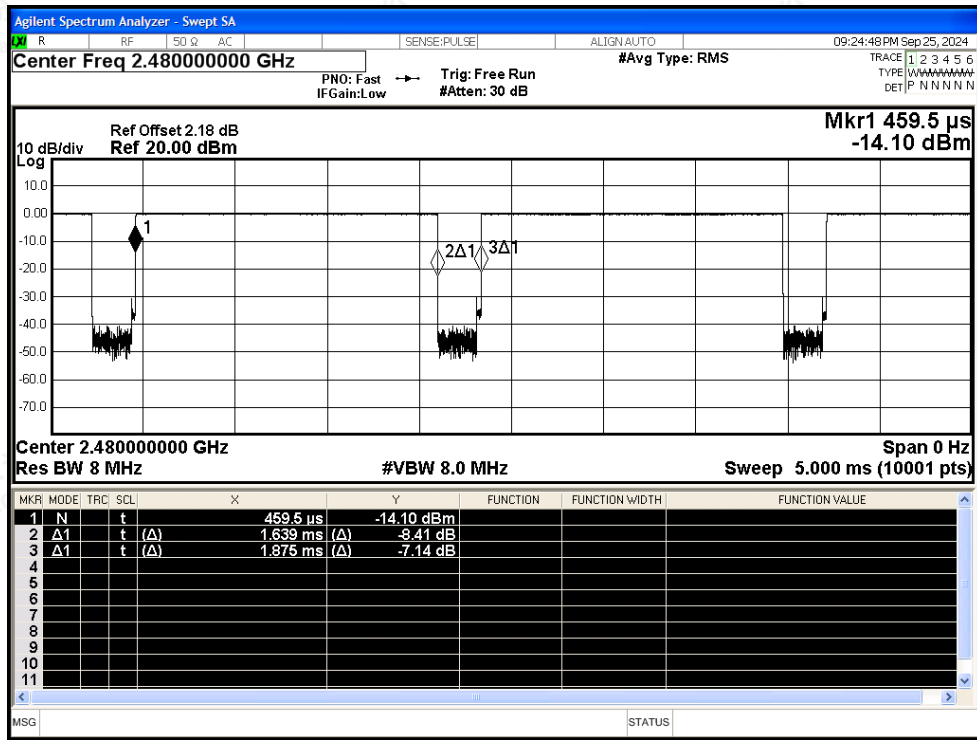 Agilent Spectrum Analyzer - Swept SA
LXI R RF 50 Ω AC SENSE:PULSE ALIGN AUTO 09:24:48 PM Sep 25, 2024
Center Freq 2.480000000 GHz
PNO: Fast
IFGain:Low
Trig: Free Run
#Atten: 30 dB
#Avg Type: RMS
TRACE 1 2 3 4 5 6
TYPE
DET P N N N N N
Mkr1 459.5 µs
-14.10 dBm
Ref Offset 2.18 dB
10 dB/div Ref 20.00 dBm
Log
10.0
0.00
-10.0
-20.0
-30.0
-40.0
-50.0
-60.0
-70.0
1
2Δ1
3Δ1
Center 2.480000000 GHz Span 0 Hz
Res BW 8 MHz #VBW 8.0 MHz Sweep 5.000 ms (10001 pts)
MKR MODE TRC SCL X Y FUNCTION FUNCTION WIDTH FUNCTION VALUE
1 N t 459.5 µs -14.10 dBm
2 Δ1 t (Δ) 1.639 ms (Δ) -8.41 dB
3 Δ1 t (Δ) 1.875 ms (Δ) -7.14 dB
4
5
6
7
8
9
10
11
MSG STATUS